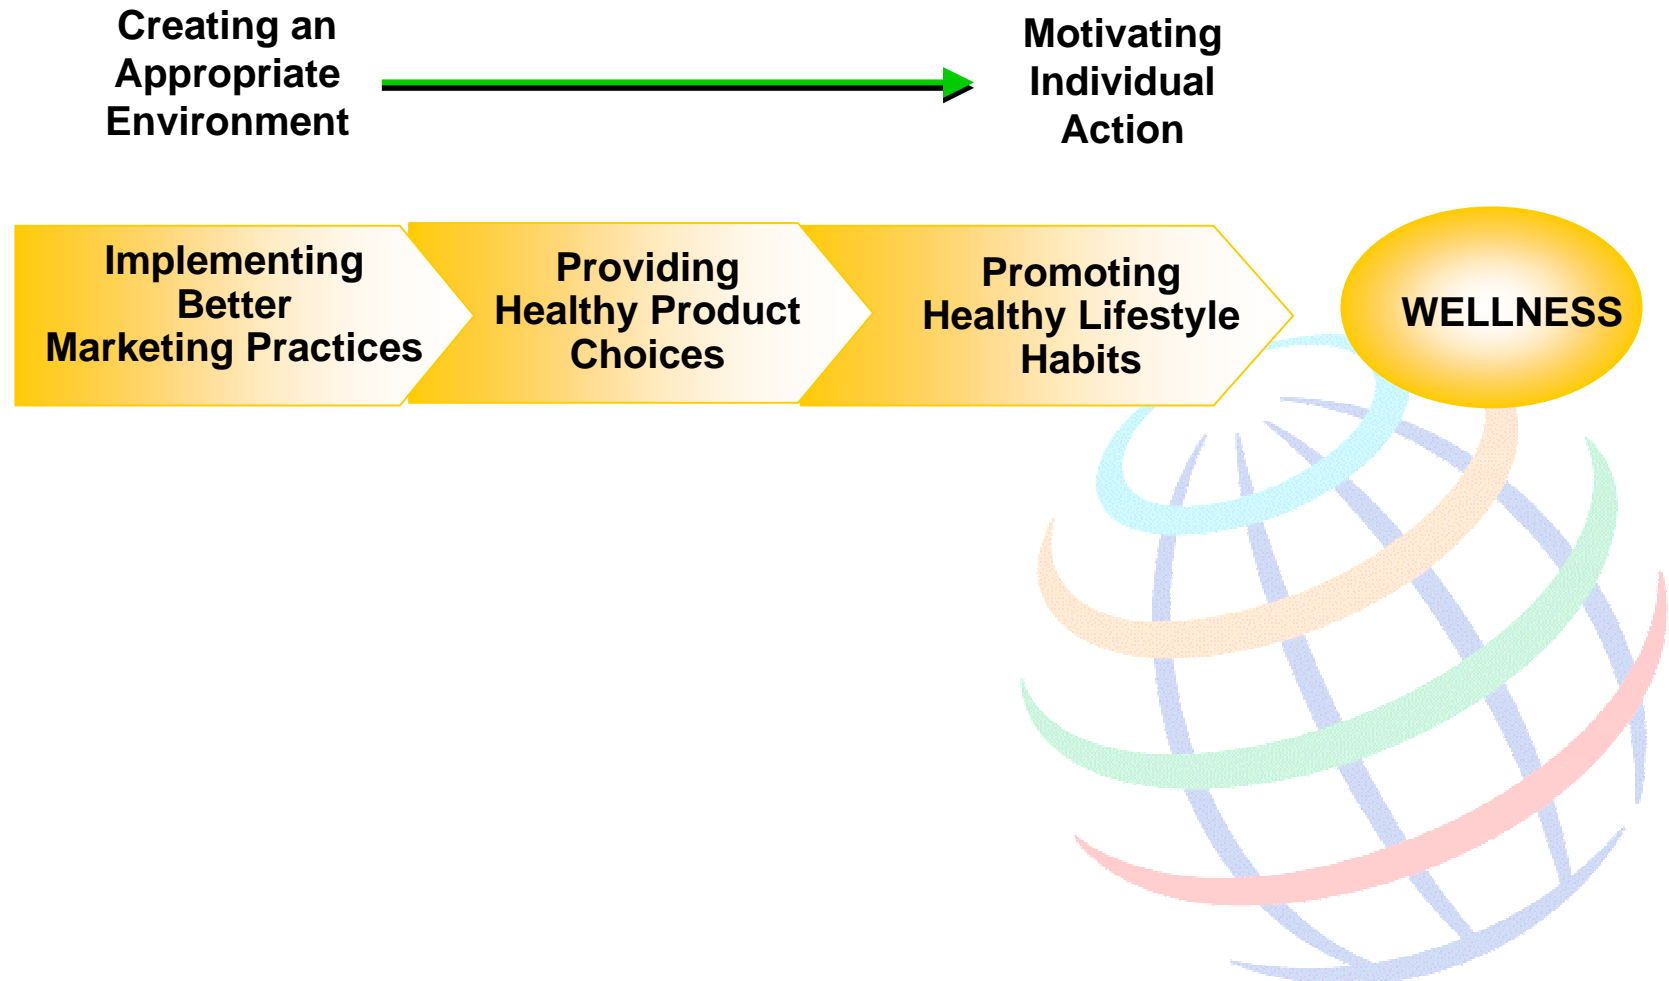 Creating an
Appropriate
Environment
Motivating
Individual
Action
Implementing
Better
Marketing Practices
Providing
Healthy Product
Choices
Promoting
Healthy Lifestyle
Habits
WELLNESS